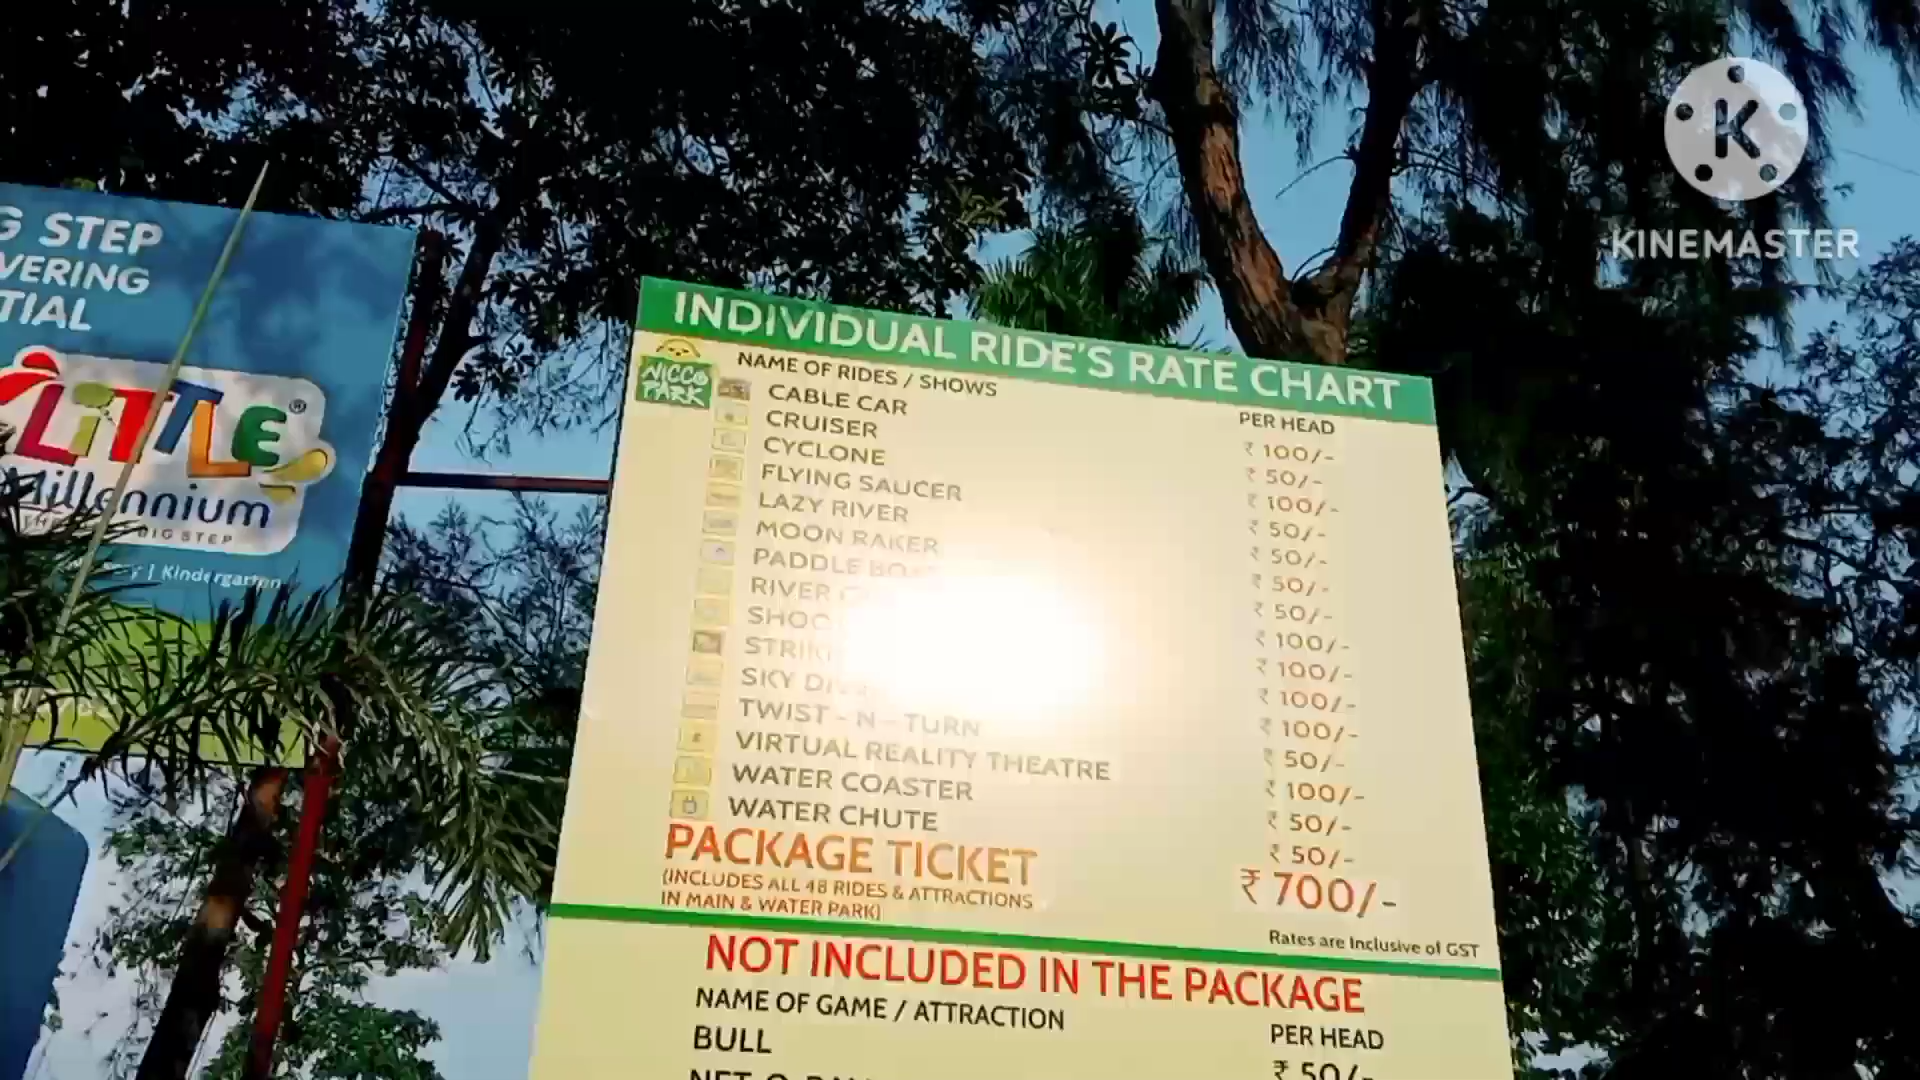 G STEP
VERING
TIAL
LITTLE®
Millennium
BIG STEP
| Kindergarten
KINEMASTER
INDIVIDUAL RIDE'S RATE CHART
NICCO
PARK
NAME OF RIDES / SHOWS PER HEAD
CABLE CAR ₹ 100/-
CRUISER ₹ 50/-
CYCLONE ₹ 100/-
FLYING SAUCER ₹ 50/-
LAZY RIVER ₹ 50/-
MOON RAKER ₹ 50/-
PADDLE ₹ 50/-
RIVER ₹ 100/-
₹ 100/-
₹ 100/-
SKY ₹ 100/-
TWIST - N - TURN ₹ 50/-
VIRTUAL REALITY THEATRE ₹ 100/-
WATER COASTER ₹ 50/-
WATER CHUTE ₹ 50/-
PACKAGE TICKET ₹ 700/-
(INCLUDES ALL 48 RIDES & ATTRACTIONS
IN MAIN & WATER PARK)
Rates are Inclusive of GST
NOT INCLUDED IN THE PACKAGE
NAME OF GAME / ATTRACTION PER HEAD
BULL ₹ 50/-